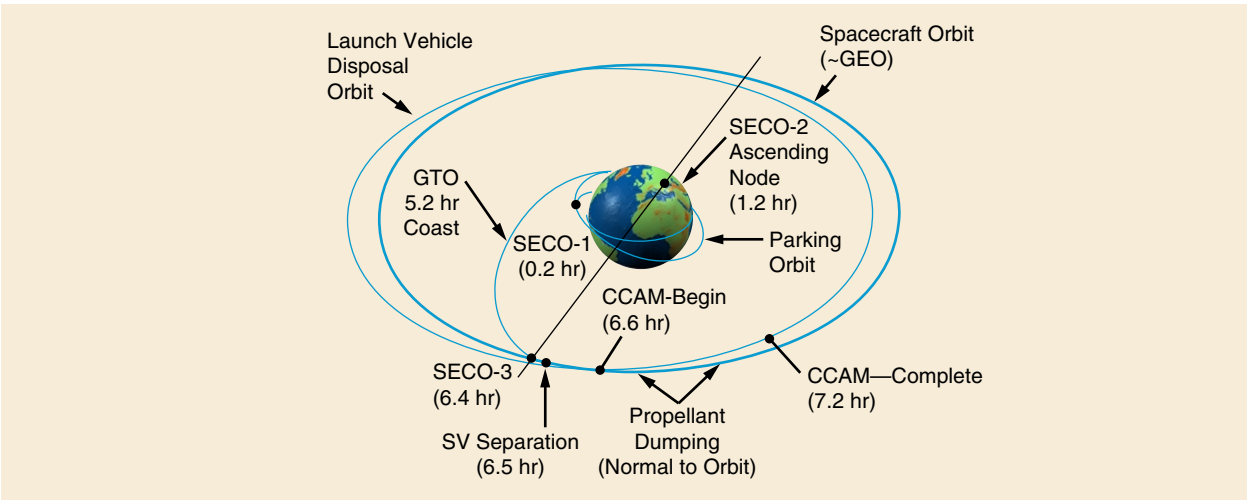 Launch Vehicle
Disposal
Orbit
Spacecraft Orbit
(~GEO)
SECO-2
Ascending
Node
(1.2 hr)
GTO
5.2 hr
Coast
SECO-1
(0.2 hr)
Parking
Orbit
CCAM-Begin
(6.6 hr)
SECO-3
(6.4 hr)
CCAM—Complete
(7.2 hr)
SV Separation
(6.5 hr)
Propellant
Dumping
(Normal to Orbit)